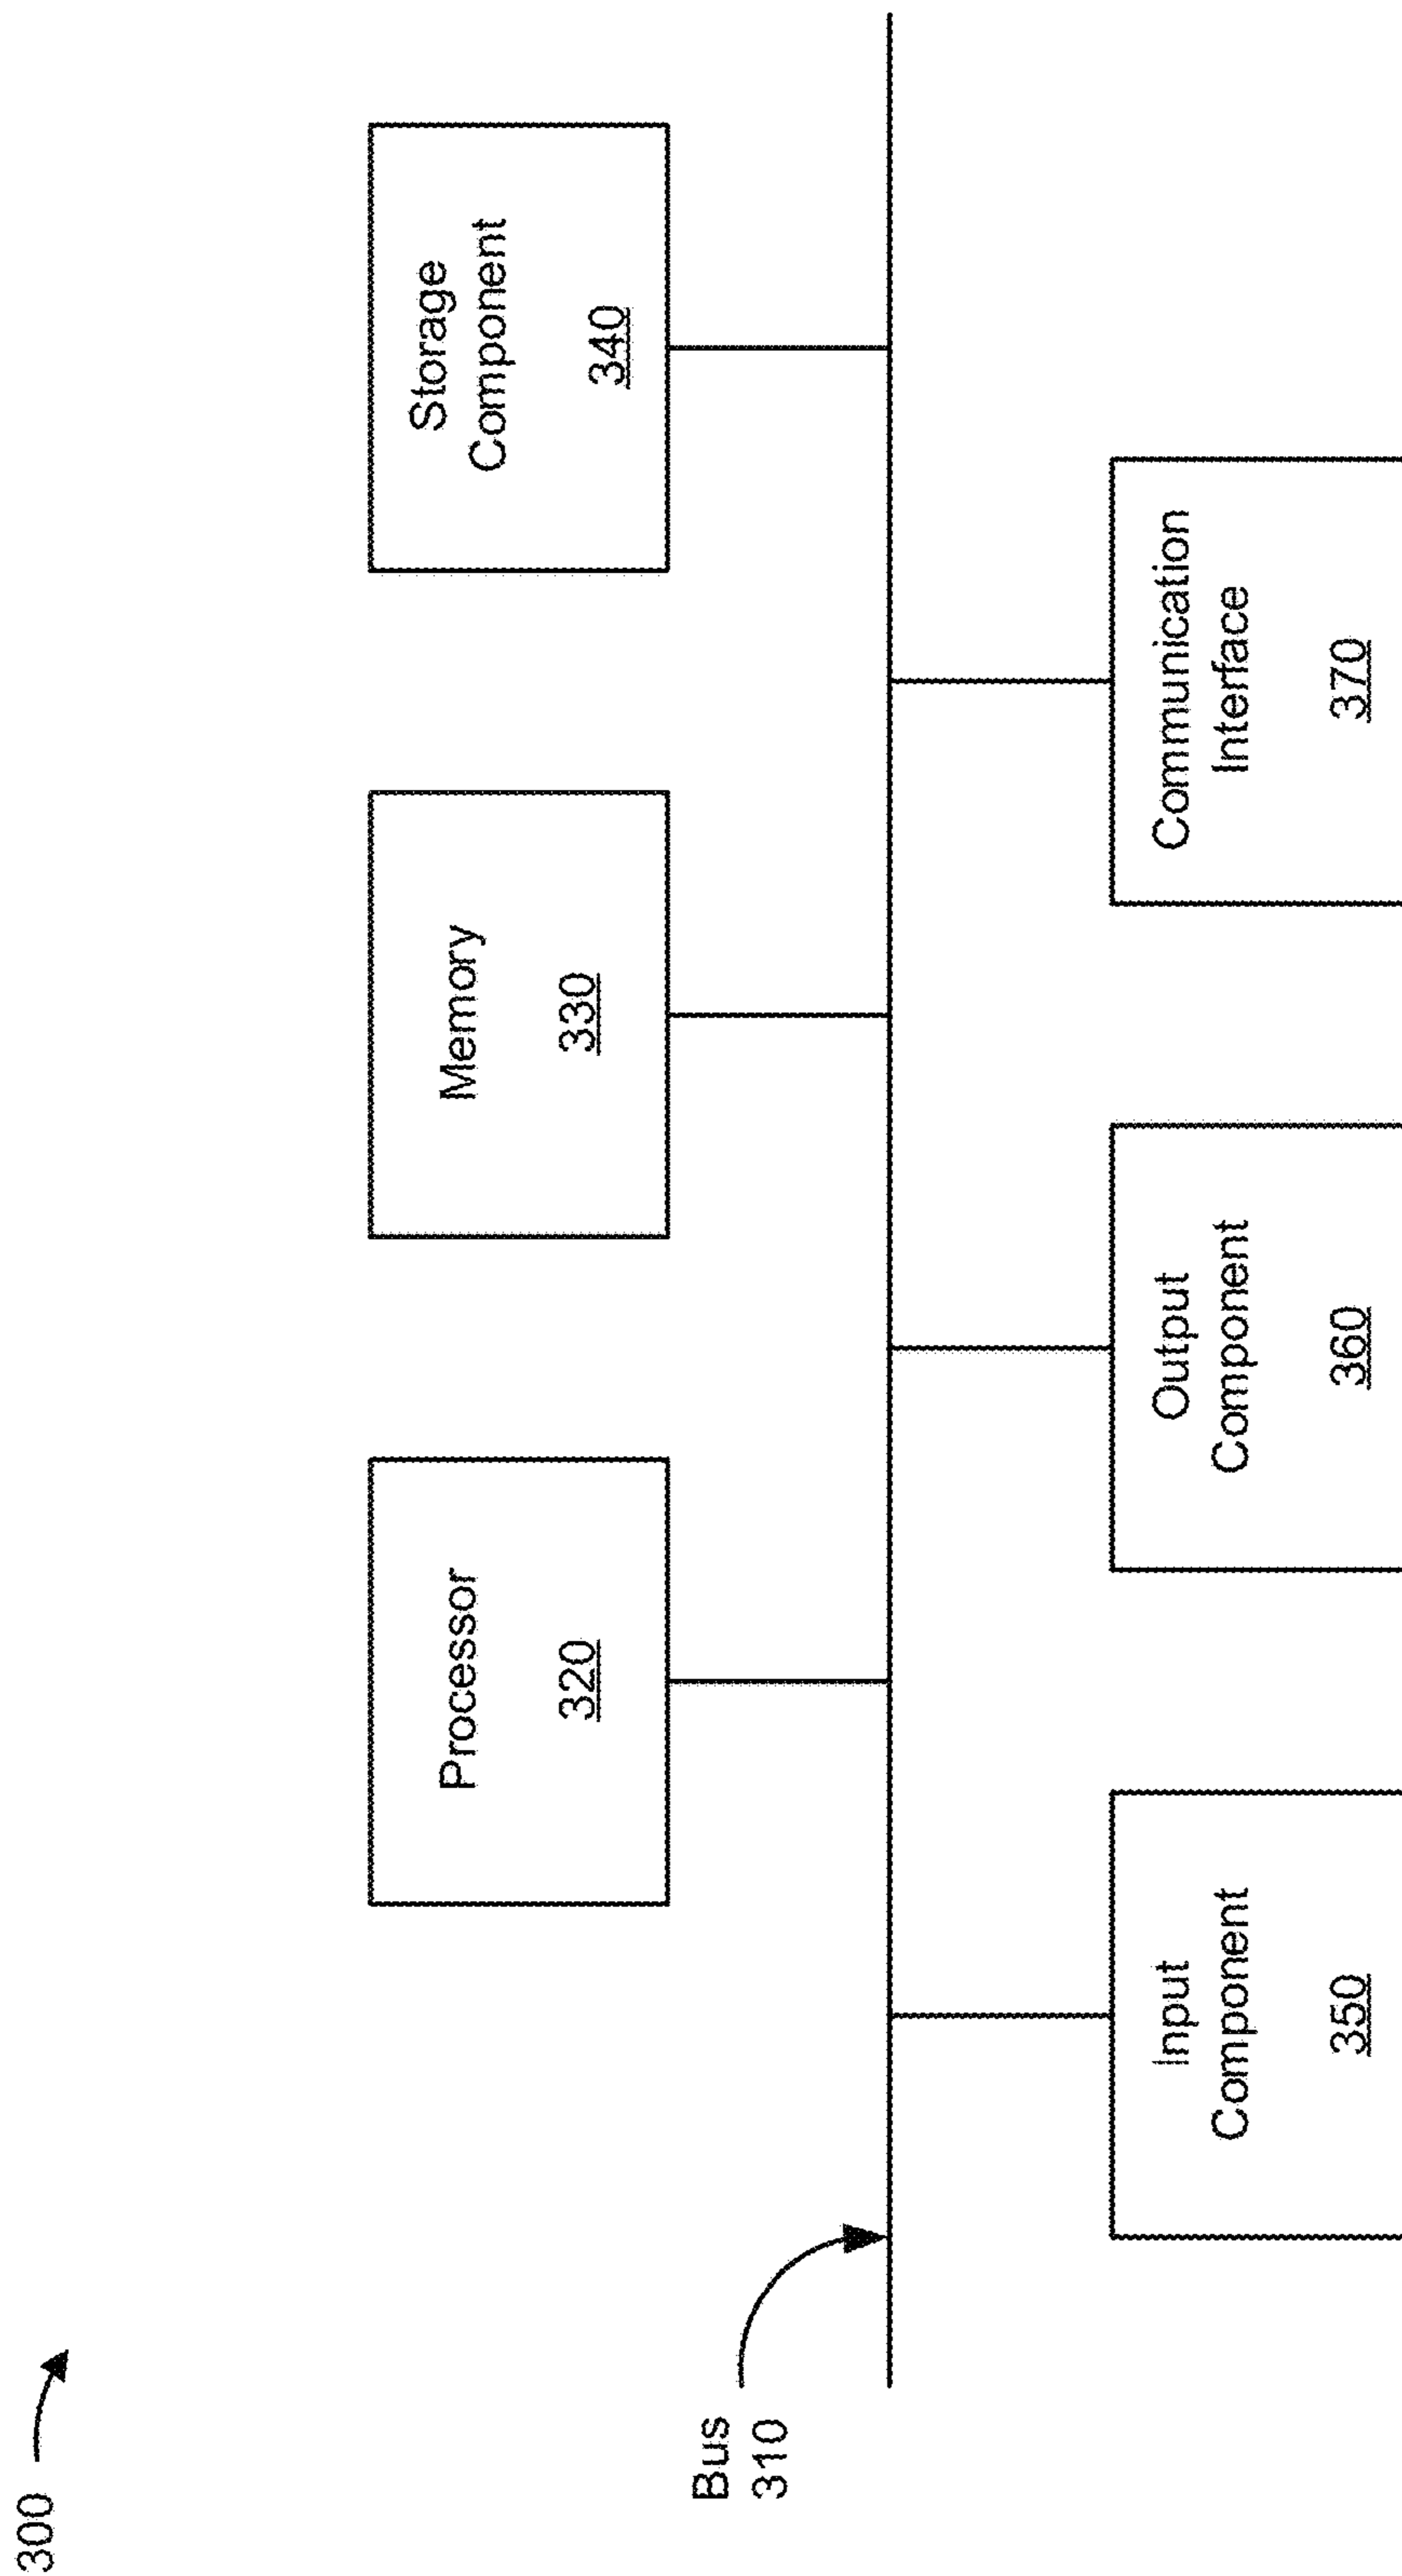 300
Bus
310
Processor
320
Memory
330
Storage
Component
340
Input
Component
350
Output
Component
360
Communication
Interface
370